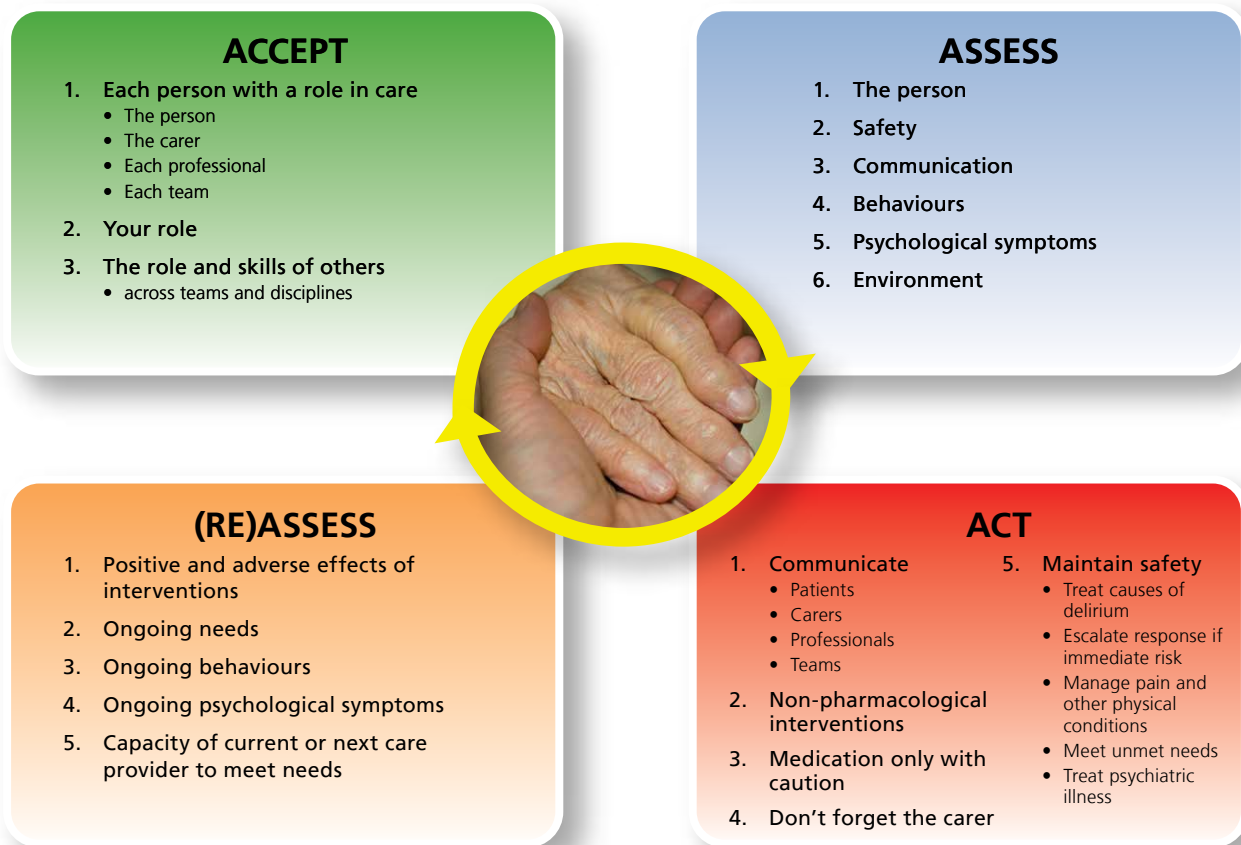 ACCEPT
1. Each person with a role in care
• The person
• The carer
• Each professional
• Each team
2. Your role
3. The role and skills of others
• across teams and disciplines
ASSESS
1. The person
2. Safety
3. Communication
4. Behaviours
5. Psychological symptoms
6. Environment
(RE)ASSESS
1. Positive and adverse effects of
interventions
2. Ongoing needs
3. Ongoing behaviours
4. Ongoing psychological symptoms
5. Capacity of current or next care
provider to meet needs
ACT
1. Communicate
• Patients
• Carers
• Professionals
• Teams
2. Non-pharmacological
interventions
3. Medication only with
caution
4. Don’t forget the carer
5. Maintain safety
• Treat causes of
delirium
• Escalate response if
immediate risk
• Manage pain and
other physical
conditions
• Meet unmet needs
• Treat psychiatric
illness